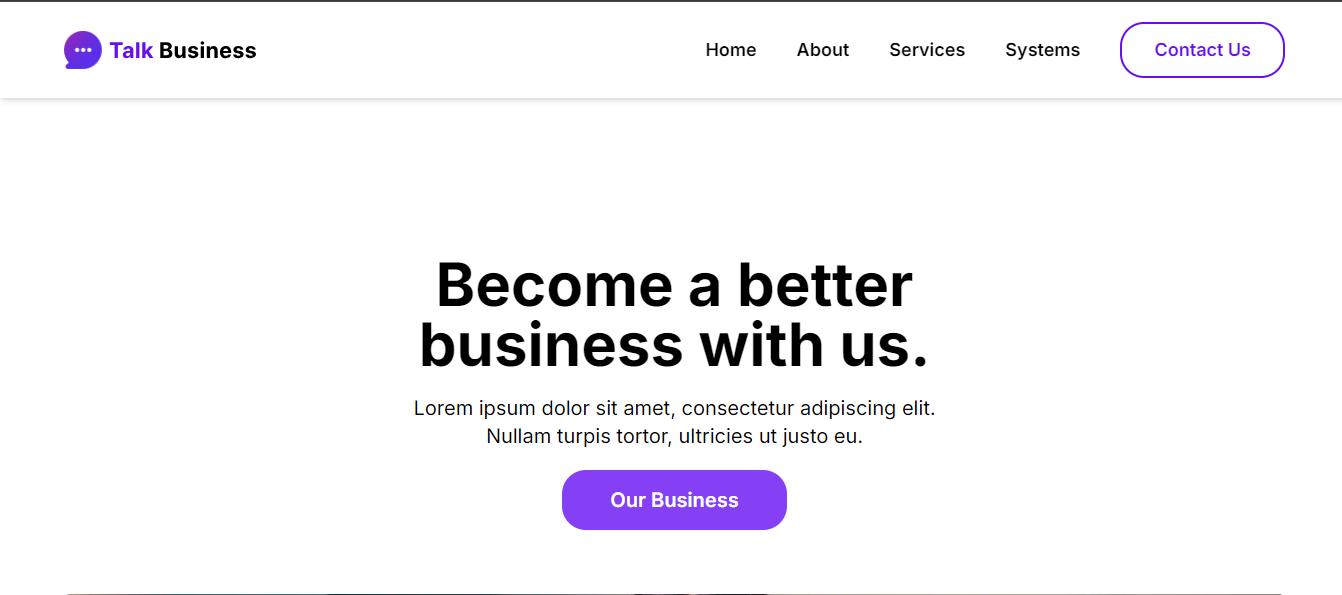 Talk Business
Home About Services Systems Contact Us
Become a better
business with us.
Lorem ipsum dolor sit amet, consectetur adipiscing elit.
Nullam turpis tortor, ultricies ut justo eu.
Our Business